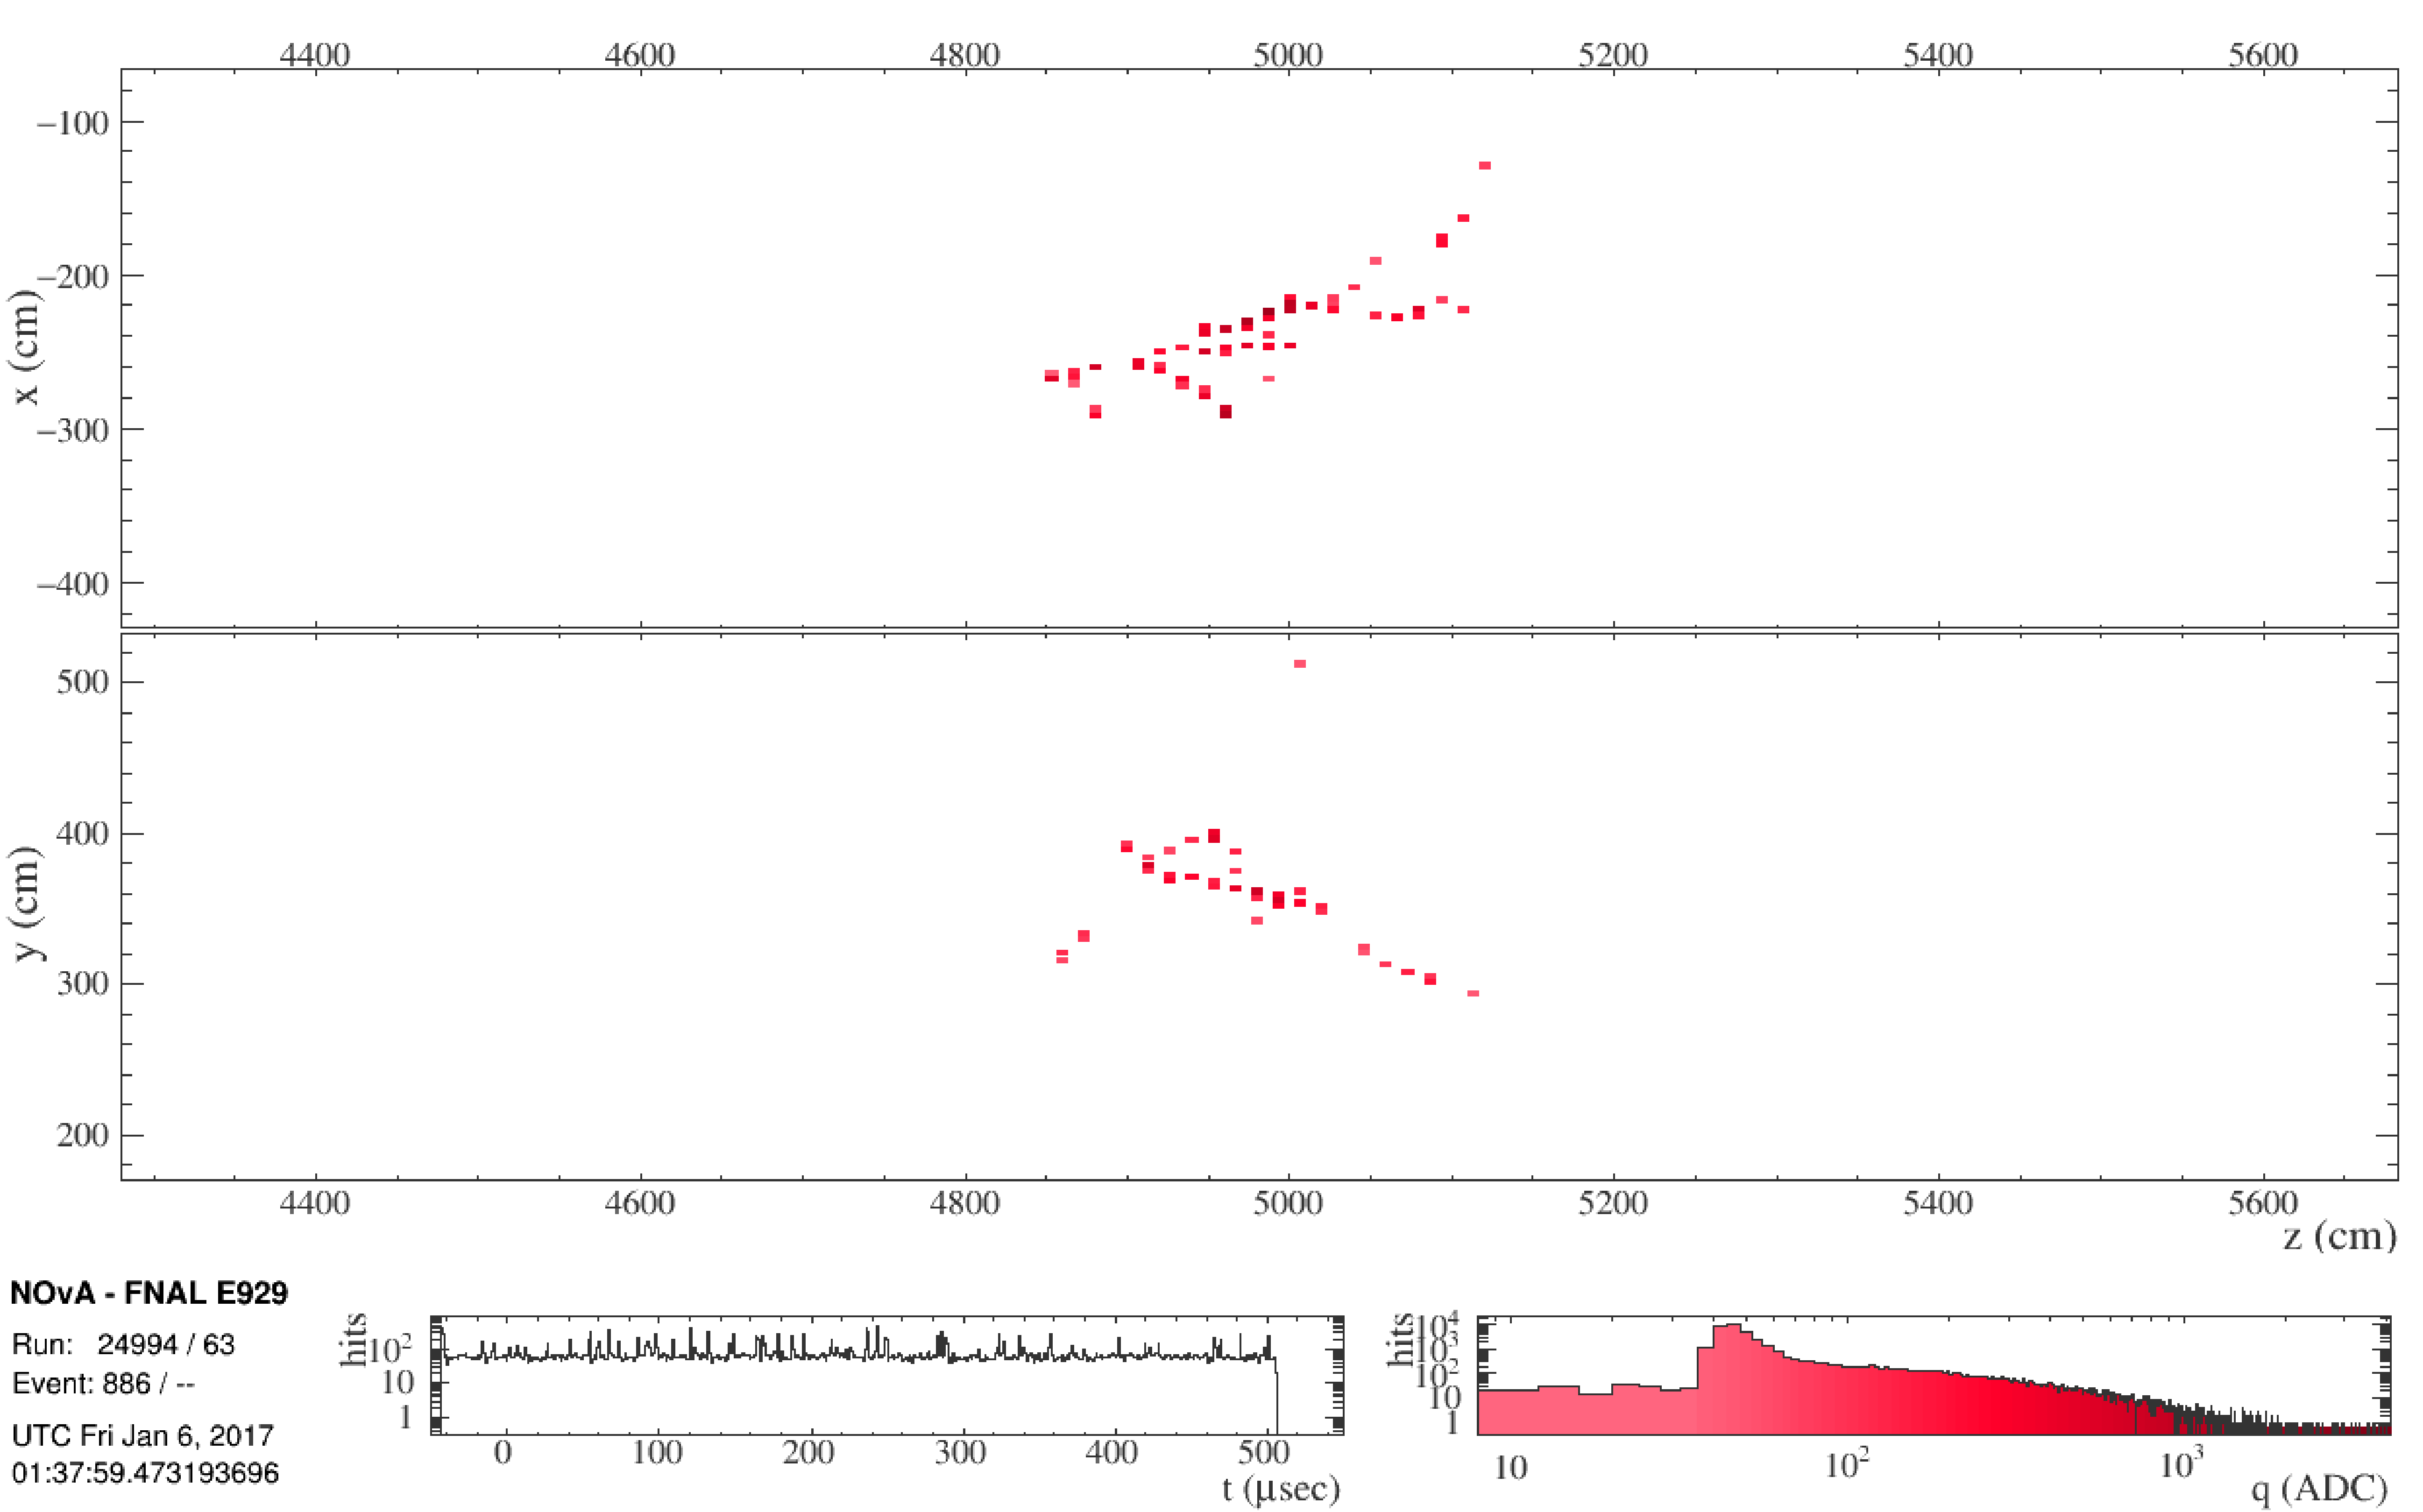 4400 4600 4800 5000 5200 5400 5600
−100
−200
−300
−400
x (cm)
500
400
300
200
y (cm)
4400 4600 4800 5000 5200 5400 5600
z (cm)
NOvA - FNAL E929
Run: 24994 / 63
Event: 886 / --
UTC Fri Jan 6, 2017
01:37:59.473193696
hits
10²
10
1
0 100 200 300 400 500
t (μsec)
hits
10⁴
10³
10²
10
1
10 10² 10³
q (ADC)